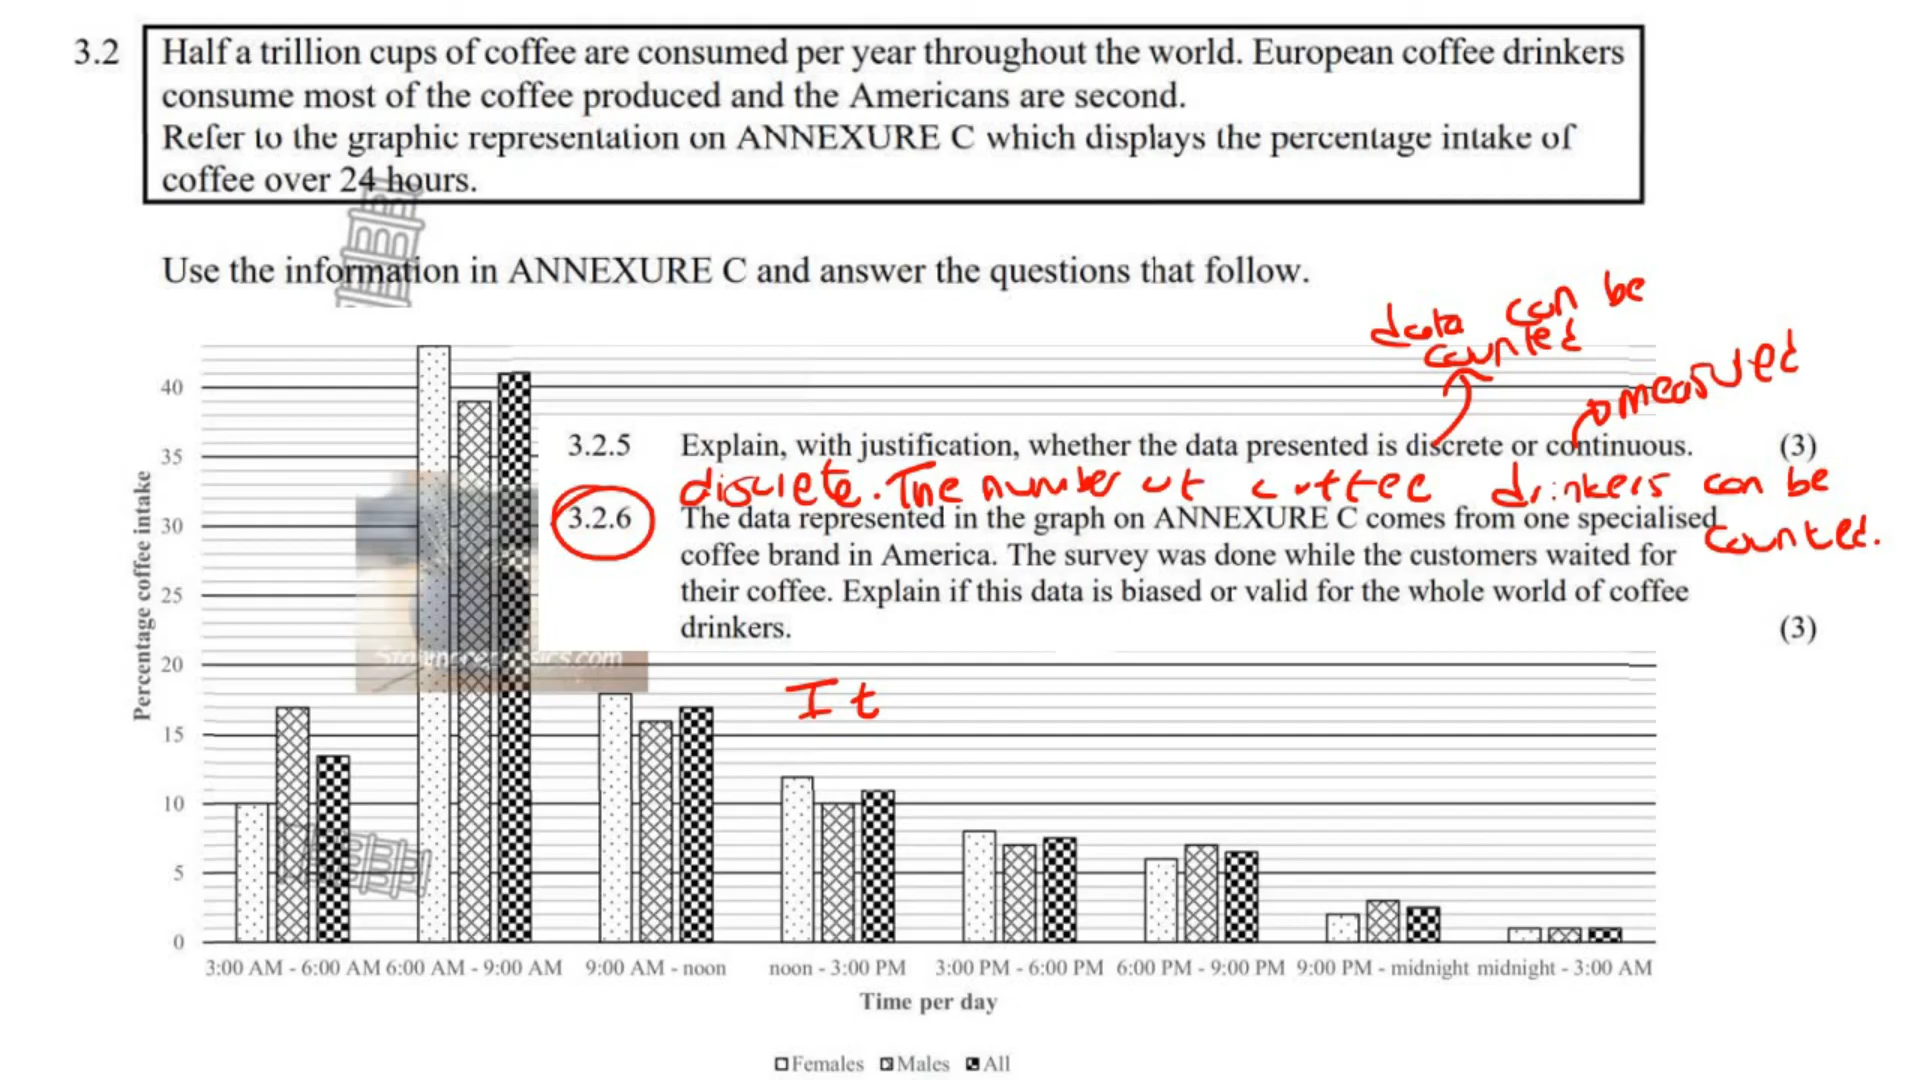 3.2 Half a trillion cups of coffee are consumed per year throughout the world. European coffee drinkers
consume most of the coffee produced and the Americans are second.
Refer to the graphic representation on ANNEXURE C which displays the percentage intake of
coffee over 24 hours.
Use the information in ANNEXURE C and answer the questions that follow.
data can be
counted
measured
3.2.5 Explain, with justification, whether the data presented is discrete or continuous. (3)
discrete. The number of coffee drinkers can be
counted.
3.2.6 The data represented in the graph on ANNEXURE C comes from one specialised
coffee brand in America. The survey was done while the customers waited for
their coffee. Explain if this data is biased or valid for the whole world of coffee
drinkers. (3)
It
Percentage coffee intake
40
35
30
25
20
15
10
5
0
3:00 AM - 6:00 AM 6:00 AM - 9:00 AM 9:00 AM - noon noon - 3:00 PM 3:00 PM - 6:00 PM 6:00 PM - 9:00 PM 9:00 PM - midnight midnight - 3:00 AM
Time per day
Females Males All